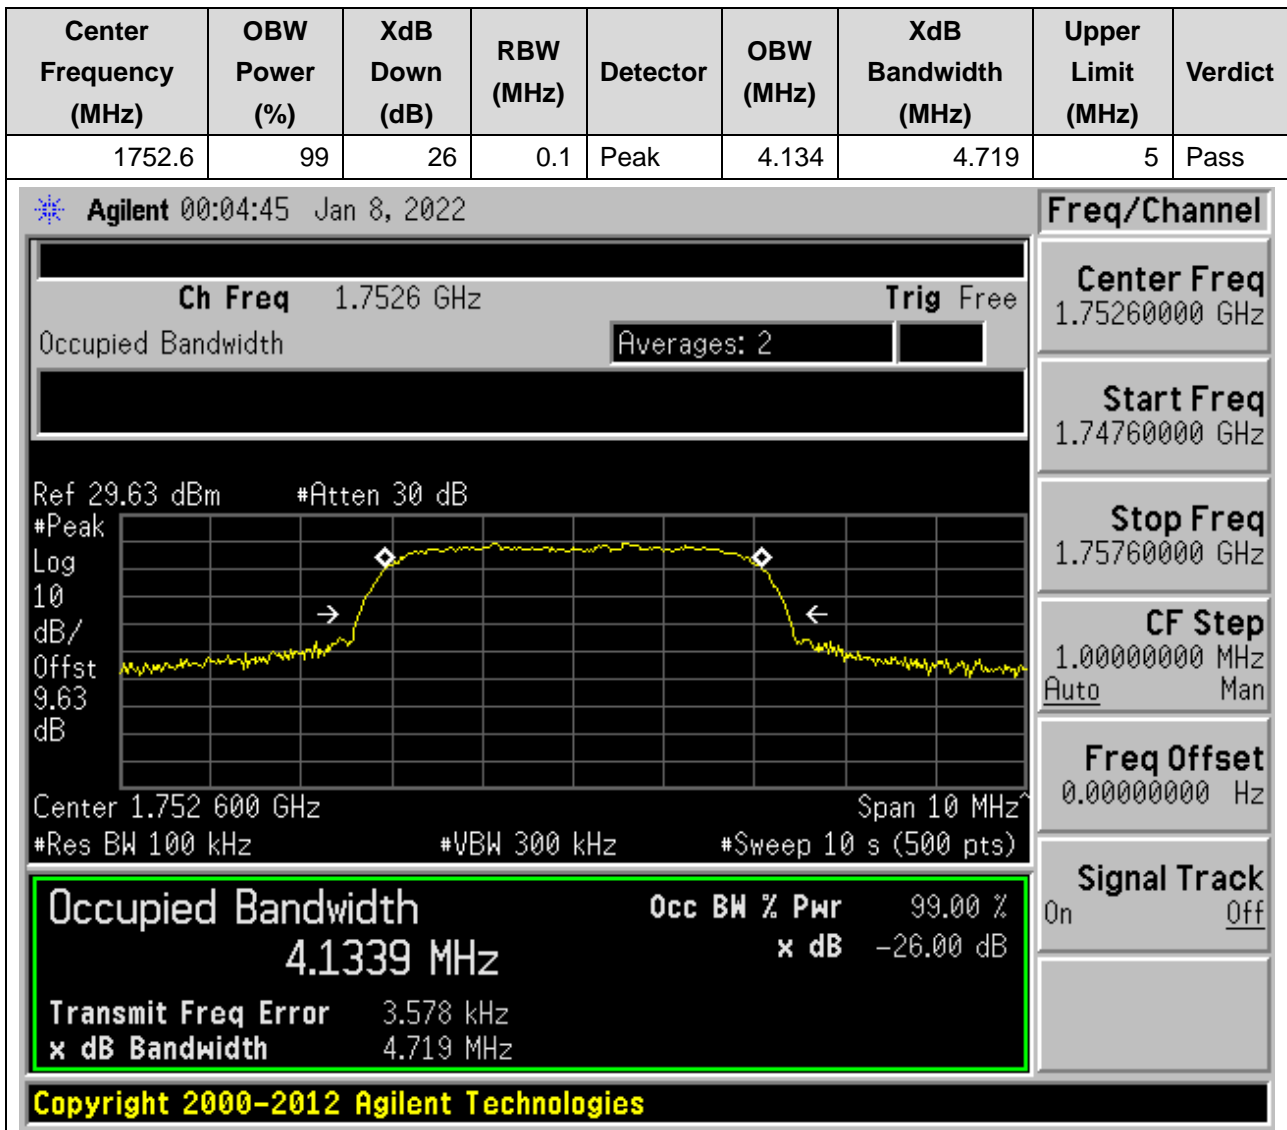 Center Frequency (MHz) OBW Power (%) XdB Down (dB) RBW (MHz) Detector OBW (MHz) XdB Bandwidth (MHz) Upper Limit (MHz) Verdict
1752.6 99 26 0.1 Peak 4.134 4.719 5 Pass
Agilent 00:04:45 Jan 8, 2022
Ch Freq 1.7526 GHz Trig Free
Occupied Bandwidth Averages: 2
Ref 29.63 dBm #Atten 30 dB
#Peak
Log
10
dB/
Offst
9.63
dB
Center 1.752 600 GHz Span 10 MHz^
#Res BW 100 kHz #VBW 300 kHz #Sweep 10 s (500 pts)
Occupied Bandwidth Occ BW % Pwr 99.00 %
4.1339 MHz x dB -26.00 dB
Transmit Freq Error 3.578 kHz
x dB Bandwidth 4.719 MHz
Copyright 2000-2012 Agilent Technologies
Freq/Channel
Center Freq
1.75260000 GHz
Start Freq
1.74760000 GHz
Stop Freq
1.75760000 GHz
CF Step
1.00000000 MHz
Auto Man
Freq Offset
0.00000000 Hz
Signal Track
On Off